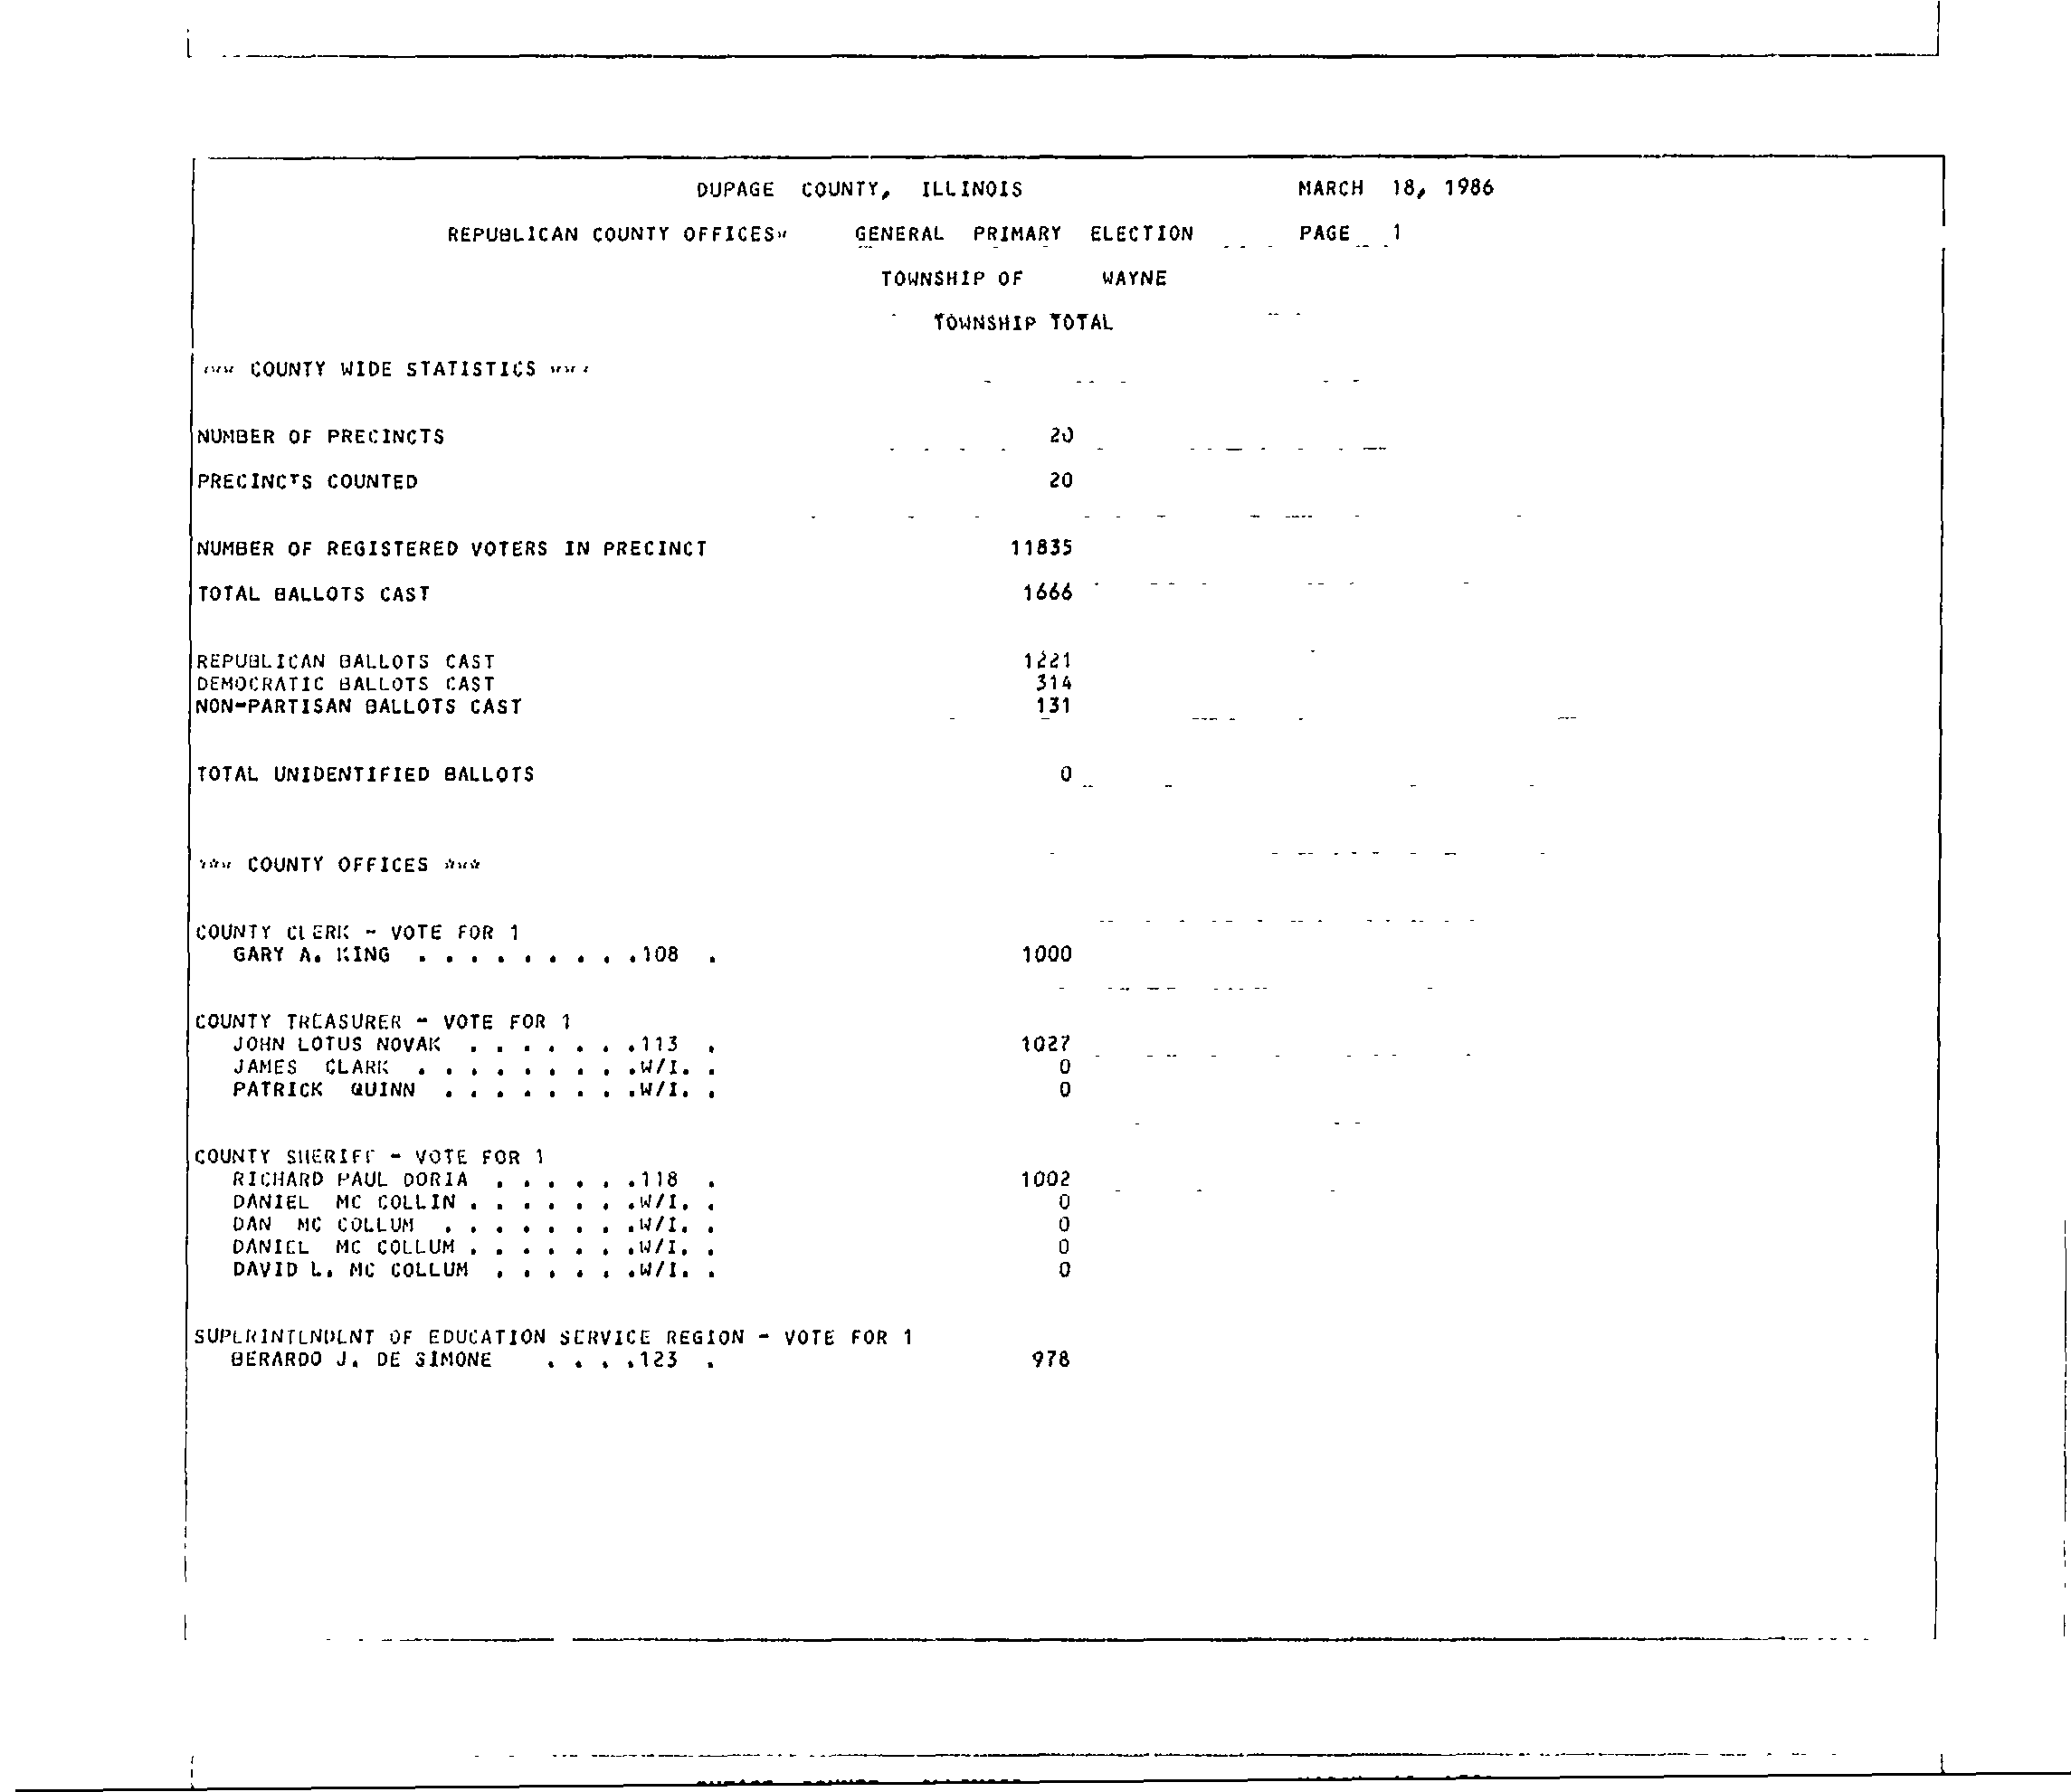 DUPAGE COUNTY, ILLINOIS MARCH 18, 1986
REPUBLICAN COUNTY OFFICES* GENERAL PRIMARY ELECTION PAGE 1
TOWNSHIP OF WAYNE
TOWNSHIP TOTAL
*** COUNTY WIDE STATISTICS ***
NUMBER OF PRECINCTS 20
PRECINCTS COUNTED 20
NUMBER OF REGISTERED VOTERS IN PRECINCT 11835
TOTAL BALLOTS CAST 1666
REPUBLICAN BALLOTS CAST 1221
DEMOCRATIC BALLOTS CAST 314
NON-PARTISAN BALLOTS CAST 131
TOTAL UNIDENTIFIED BALLOTS 0
*** COUNTY OFFICES ***
COUNTY CLERK - VOTE FOR 1
GARY A. KING . . . . . . . . .108 . 1000
COUNTY TREASURER - VOTE FOR 1
JOHN LOTUS NOVAK . . . . . . .113 . 1027
JAMES CLARK . . . . . . . . .W/I. . 0
PATRICK QUINN . . . . . . . .W/I. . 0
COUNTY SHERIFF - VOTE FOR 1
RICHARD PAUL DORIA . . . . . .118 . 1002
DANIEL MC COLLIN . . . . . . .W/I. . 0
DAN MC COLLUM . . . . . . . .W/I. . 0
DANIEL MC COLLUM . . . . . . .W/I. . 0
DAVID L. MC COLLUM . . . . . .W/I. . 0
SUPERINTENDENT OF EDUCATION SERVICE REGION - VOTE FOR 1
BERARDO J. DE SIMONE . . . .123 . 978